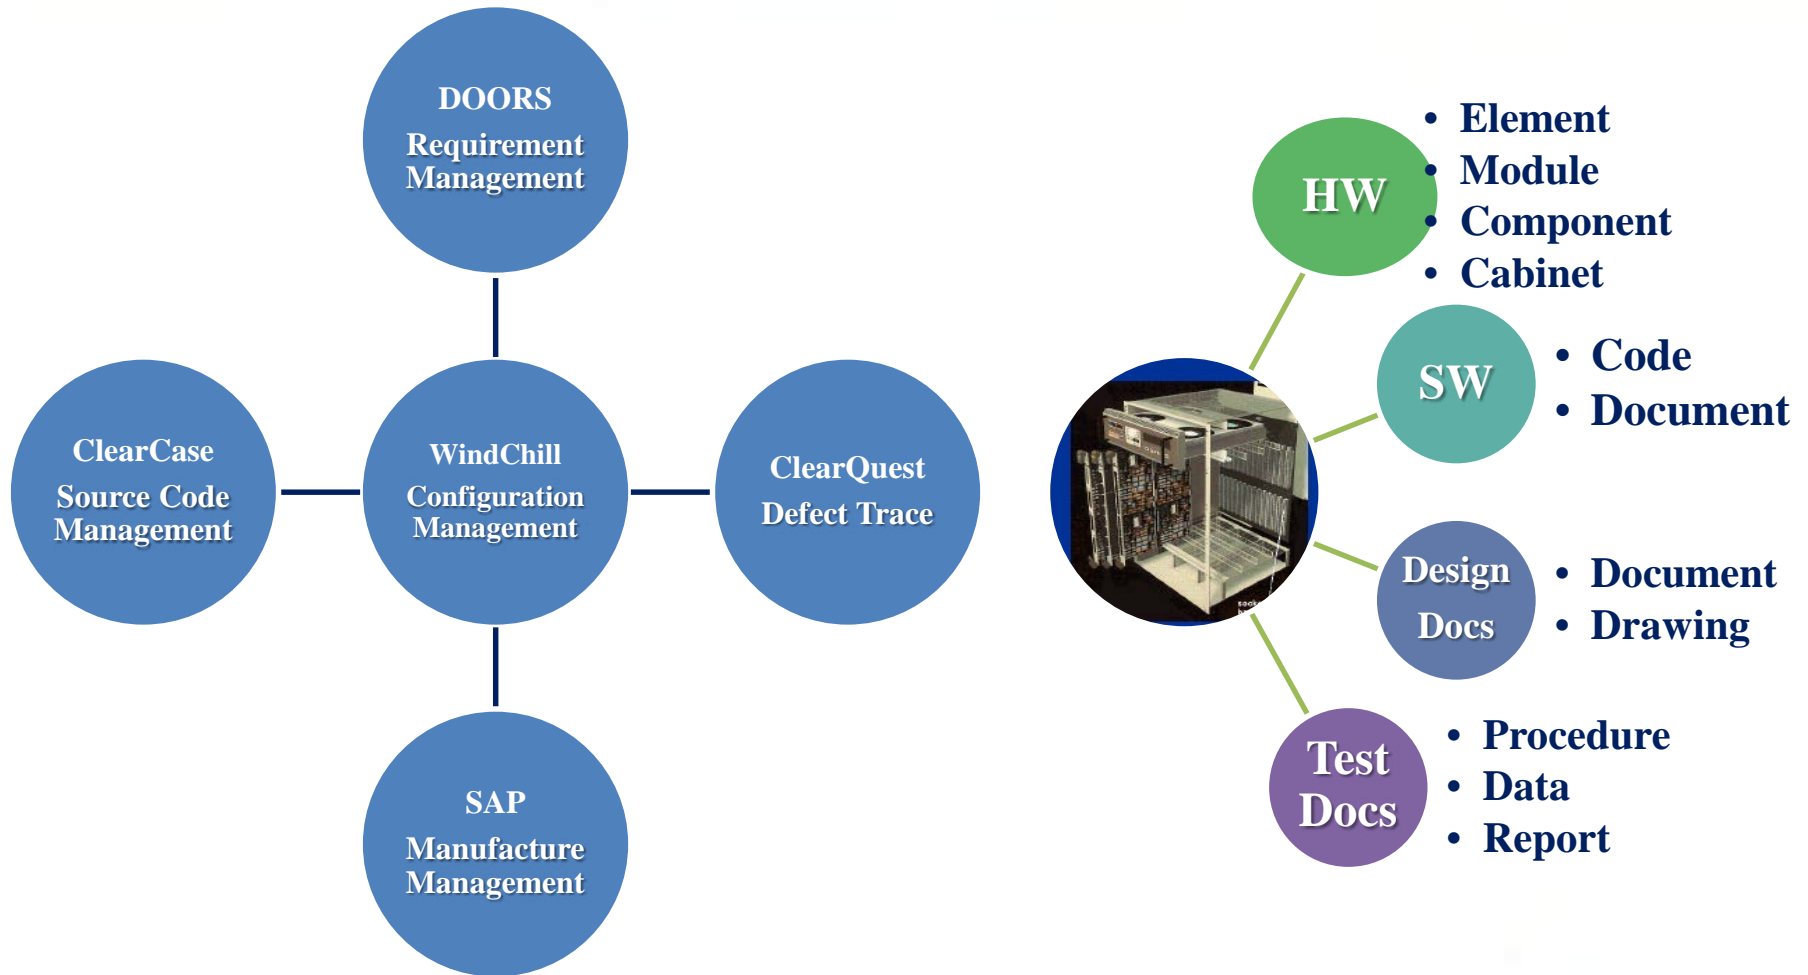 DOORS
Requirement
Management
ClearCase
Source Code
Management
WindChill
Configuration
Management
ClearQuest
Defect Trace
SAP
Manufacture
Management
HW
• Element
• Module
• Component
• Cabinet
SW
• Code
• Document
Design
Docs
• Document
• Drawing
Test
Docs
• Procedure
• Data
• Report